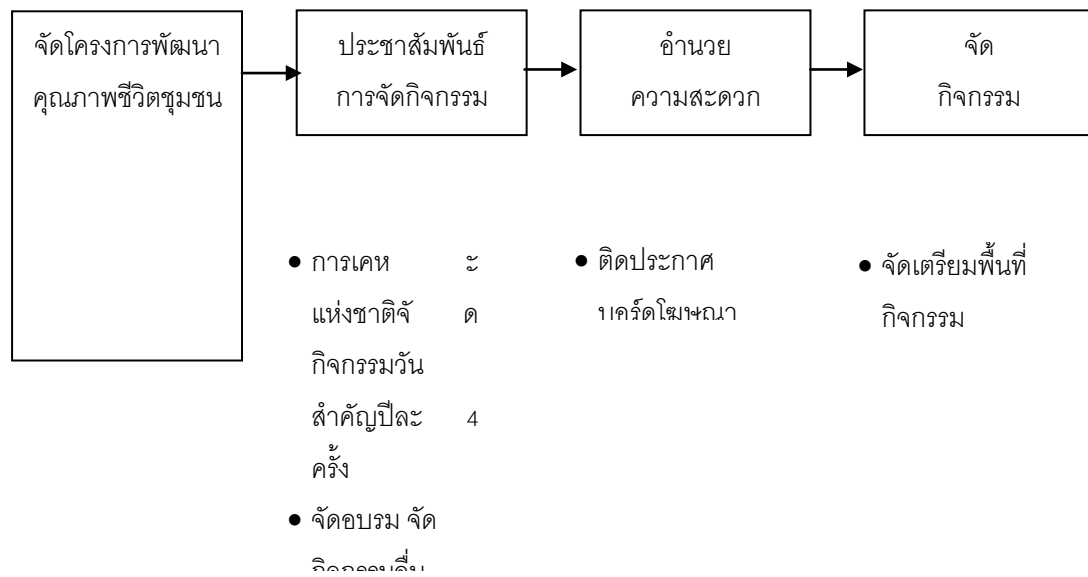 จัดโครงการพัฒนา
คุณภาพชีวิตชุมชน
ประชาสัมพันธ์
การจัดกิจกรรม
อำนวย
ความสะดวก
จัด
กิจกรรม
● การเคห ะ
แห่งชาติจั ด
กิจกรรมวัน
สำคัญปีละ 4
ครั้ง
● จัดอบรม จัด
● ติดประกาศ
● จัดเตรียมพื้นที่
กิจกรรม